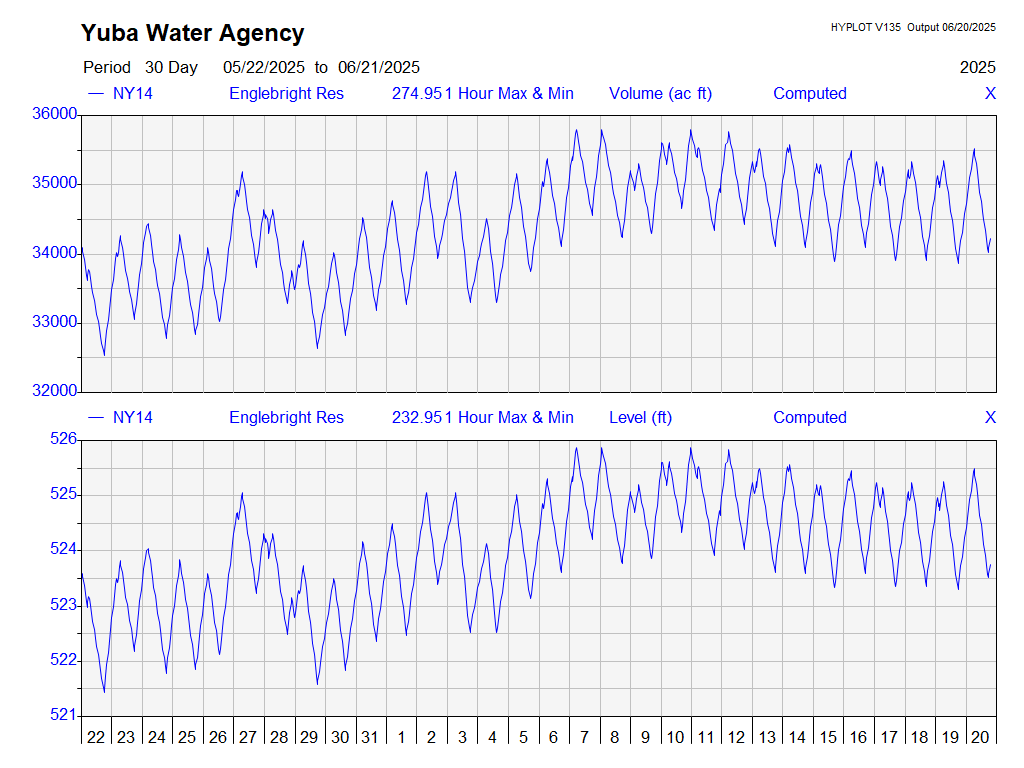 Yuba Water Agency
HYPLOT V135 Output 06/20/2025
Period 30 Day 05/22/2025 to 06/21/2025
2025
NY14 Englebright Res 274.951 Hour Max & Min Volume (ac ft) Computed X
36000
35000
34000
33000
32000
NY14 Englebright Res 232.951 Hour Max & Min Level (ft) Computed X
526
525
524
523
522
521
22 23 24 25 26 27 28 29 30 31 1 2 3 4 5 6 7 8 9 10 11 12 13 14 15 16 17 18 19 20